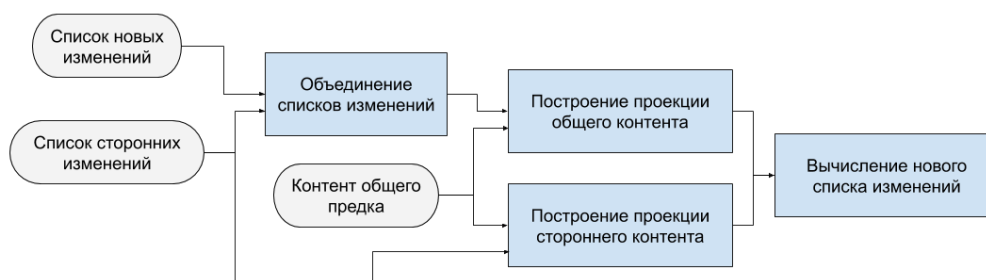 Список новых
изменений
Объединение
списков изменений
Построение проекции
общего контента
Список сторонних
изменений
Контент общего
предка
Вычисление нового
списка изменений
Построение проекции
стороннего контента